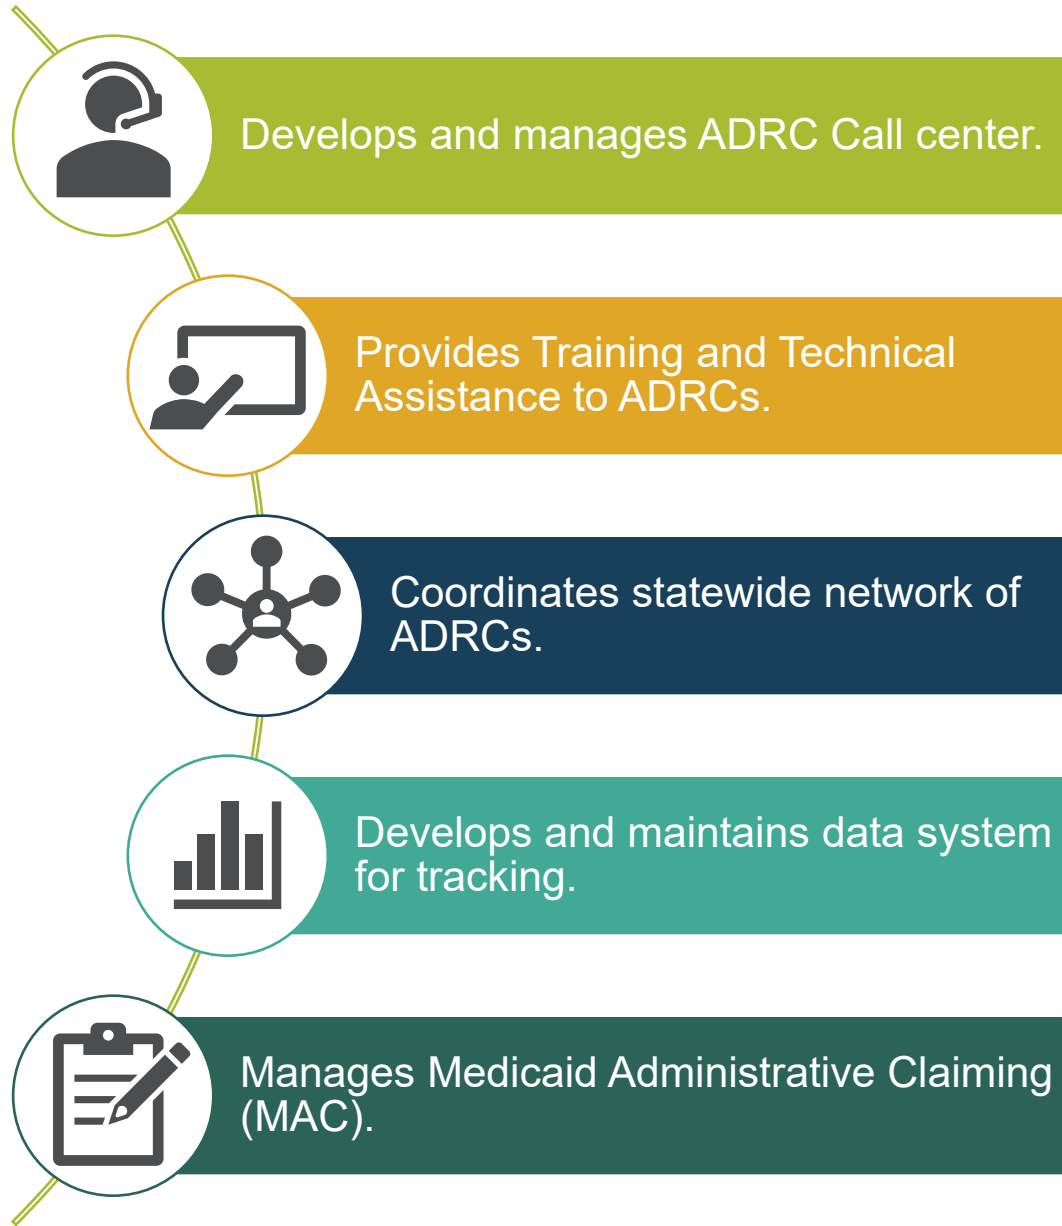 Develops and manages ADRC Call center.
Provides Training and Technical
Assistance to ADRCs.
Coordinates statewide network of
ADRCs.
Develops and maintains data system
for tracking.
Manages Medicaid Administrative Claiming
(MAC).